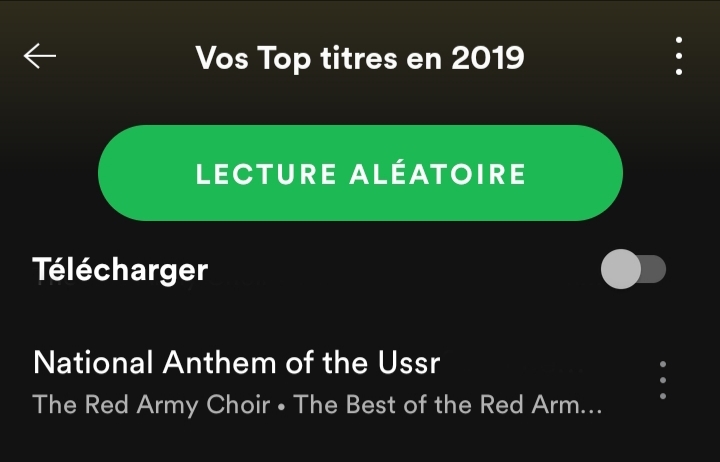 Vos Top titres en 2019
LECTURE ALÉATOIRE
Télécharger
National Anthem of the Ussr
The Red Army Choir • The Best of the Red Arm...